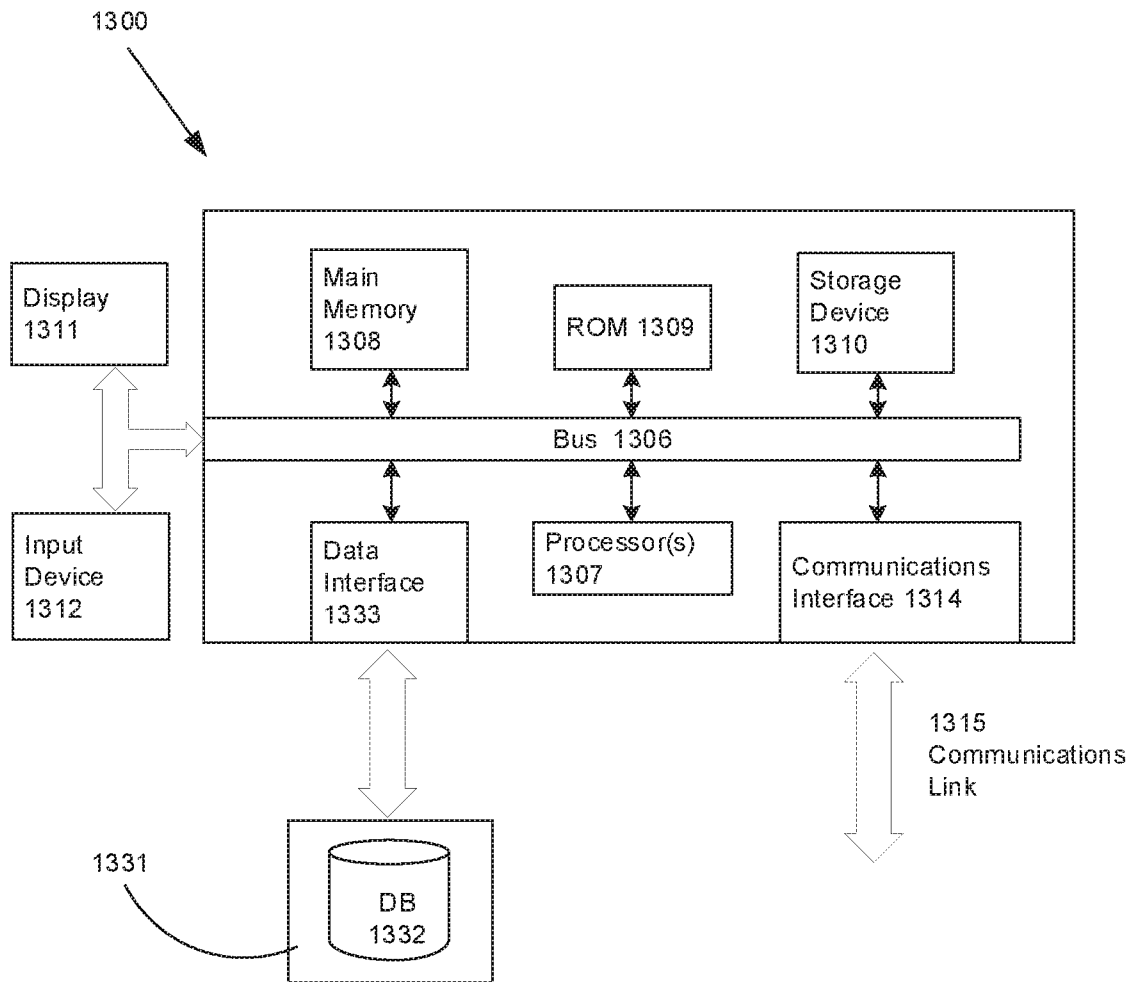 1300
Display
1311
Main
Memory
1308
ROM 1309
Storage
Device
1310
Bus 1306
Input
Device
1312
Data
Interface
1333
Processor(s)
1307
Communications
Interface 1314
1315
Communications
Link
1331
DB
1332